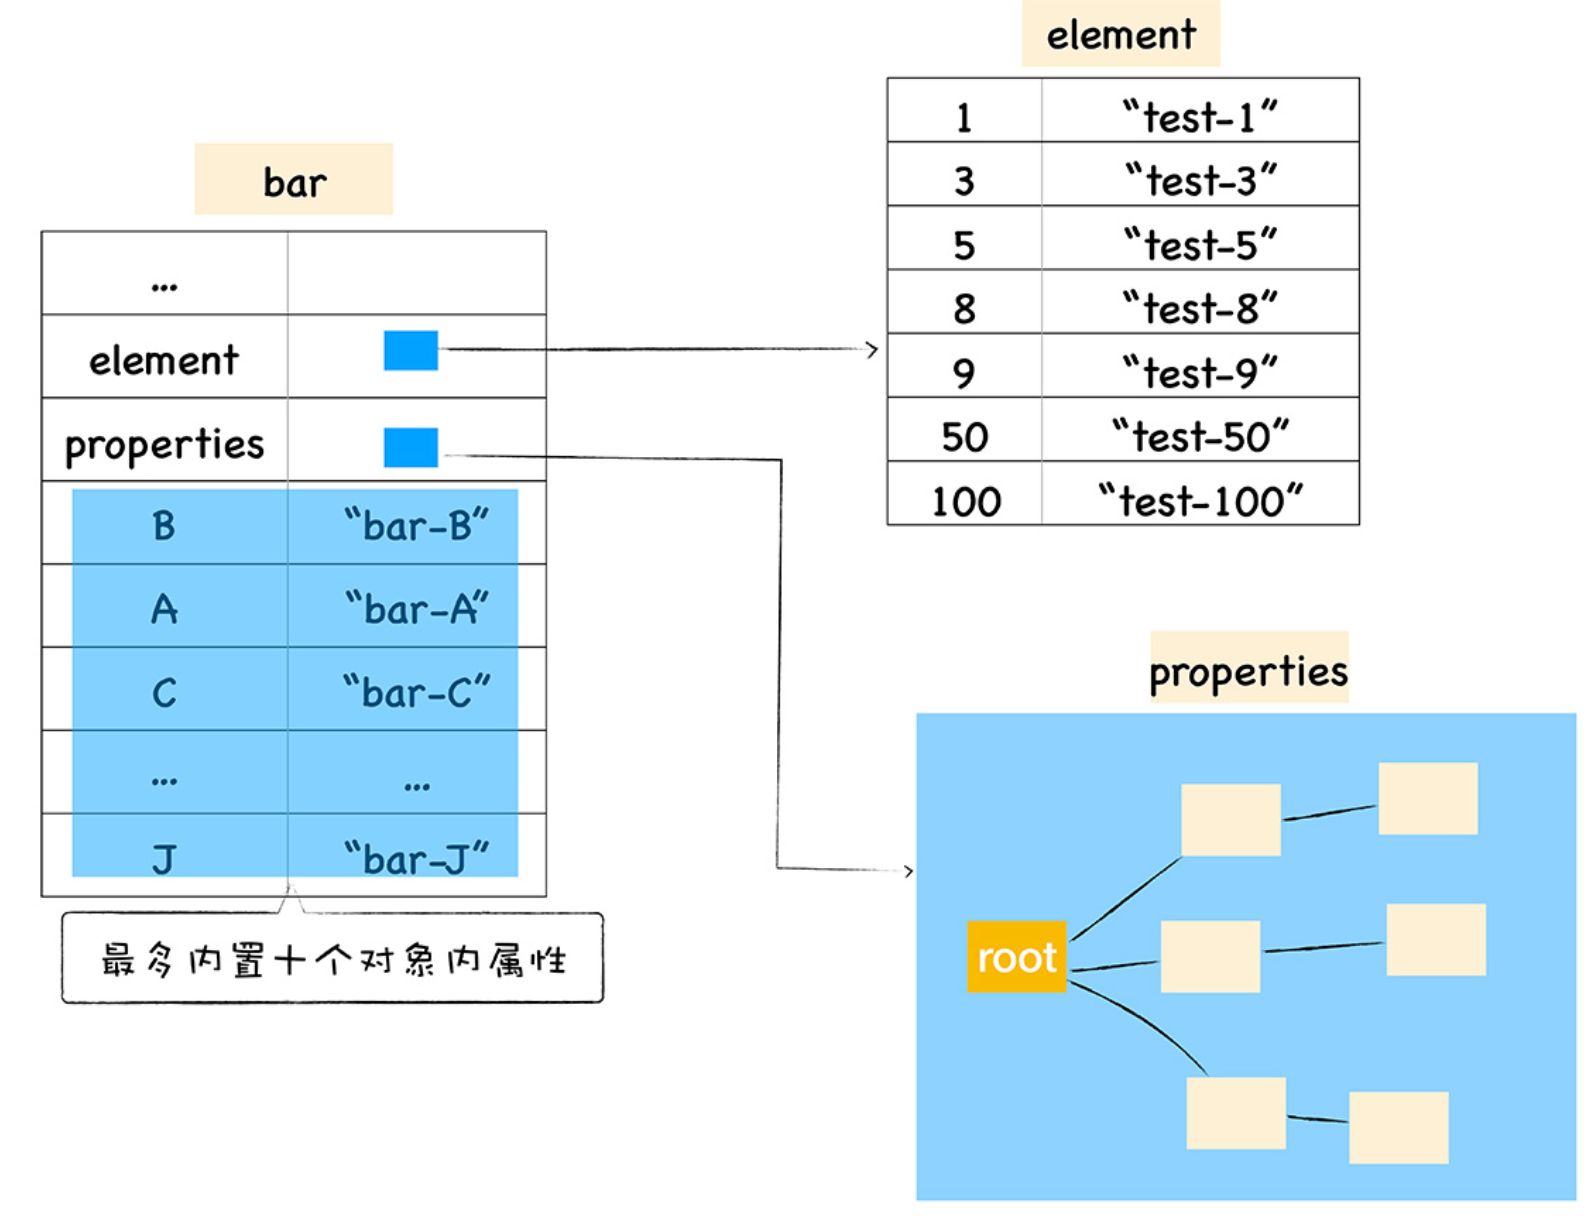 bar
...
element
properties
B "bar-B"
A "bar-A"
C "bar-C"
... ...
J "bar-J"
最多内置十个对象内属性
element
1 "test-1"
3 "test-3"
5 "test-5"
8 "test-8"
9 "test-9"
50 "test-50"
100 "test-100"
properties
root